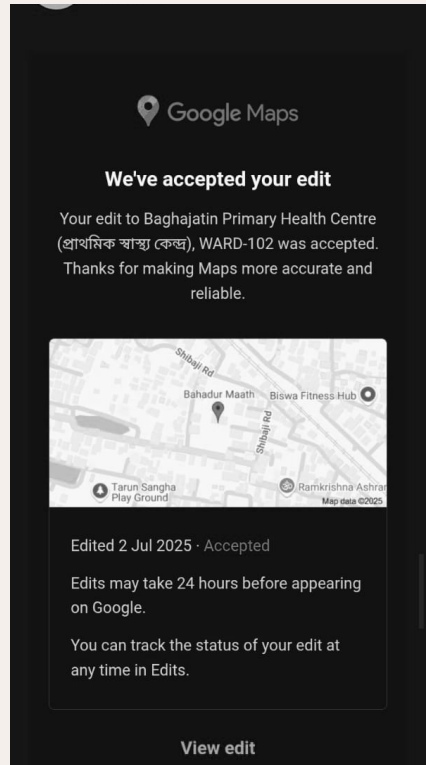 Google Maps
We've accepted your edit
Your edit to Baghajatin Primary Health Centre
(প্রাথমিক স্বাস্থ্য কেন্দ্র), WARD-102 was accepted.
Thanks for making Maps more accurate and
reliable.
Shibaji Rd
Bahadur Maath
Biswa Fitness Hub
Shibaji Rd
Tarun Sangha
Play Ground
Ramkrishna Ashrar
Map data ©2025
Edited 2 Jul 2025 · Accepted
Edits may take 24 hours before appearing
on Google.
You can track the status of your edit at
any time in Edits.
View edit